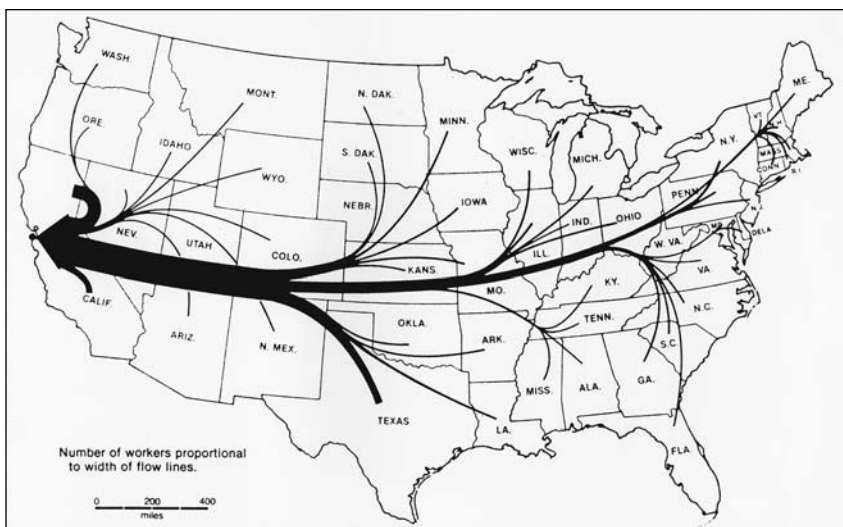 WASH
MONT.
N. DAK.
MINN.
ME.
ORE.
IDAHO
S. DAK.
WISC.
MICH.
N.Y.
VT.
N.H.
MASS
CONN
R I
WYO.
NEBR.
IOWA
PENN.
N.J.
NEV.
UTAH
COLO.
KANS.
ILL.
IND.
OHIO
W. VA.
MD.
DELA
CALIF.
MO.
KY.
VA.
ARIZ.
N. MEX.
OKLA.
ARK.
TENN.
N.C.
S.C.
MISS.
ALA.
GA.
TEXAS
LA.
FLA.
Number of workers proportional
to width of flow lines.
0 200 400
miles